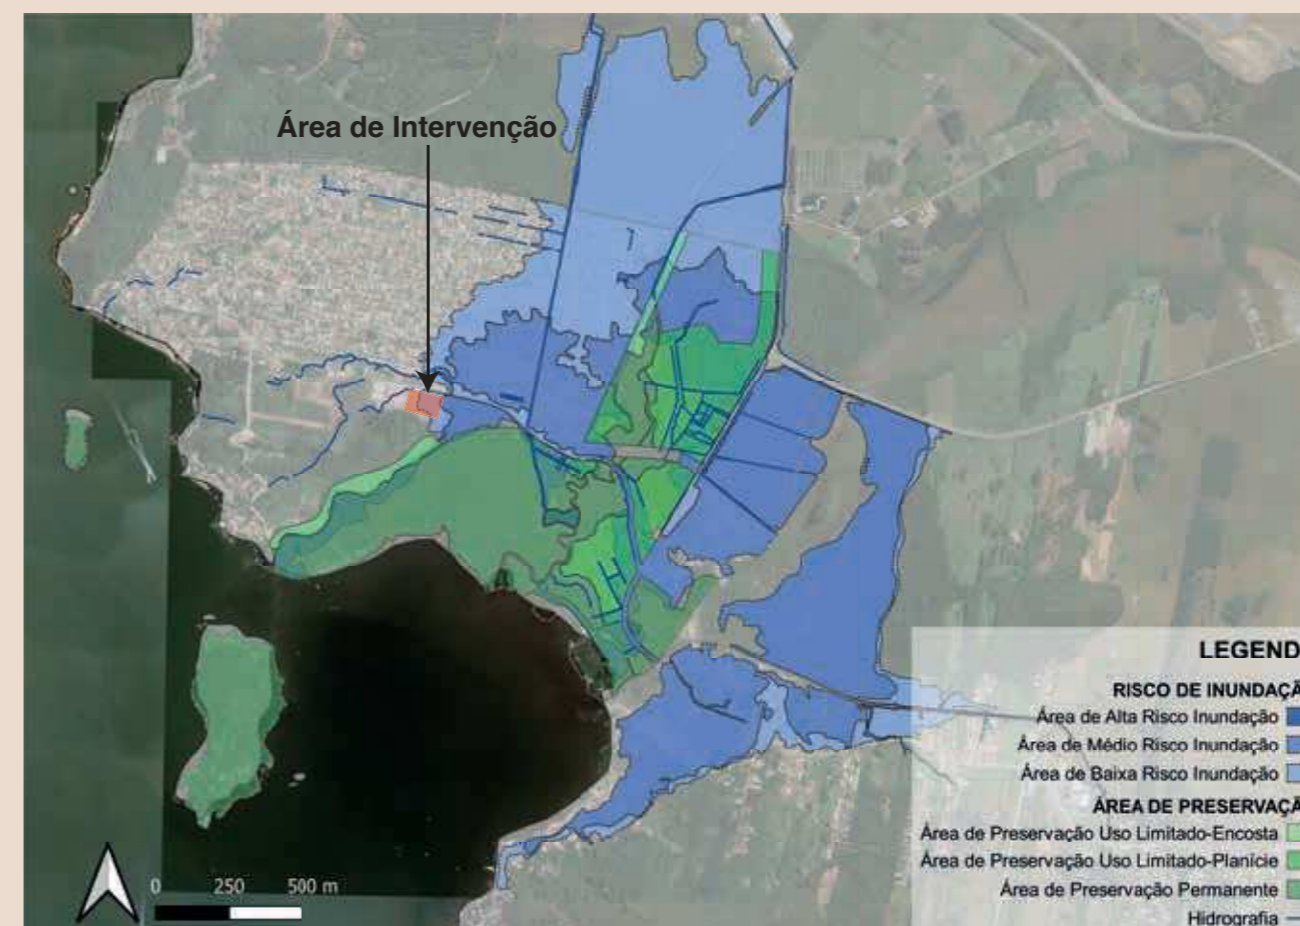 Área de Intervenção
LEGEND
RISCO DE INUNDAÇÃ
Área de Alta Risco Inundação
Área de Médio Risco Inundação
Área de Baixa Risco Inundação
ÁREA DE PRESERVAÇÃ
Área de Preservação Uso Limitado-Encosta
Área de Preservação Uso Limitado-Planície
Área de Preservação Permanente
Hidrografia
0 250 500 m